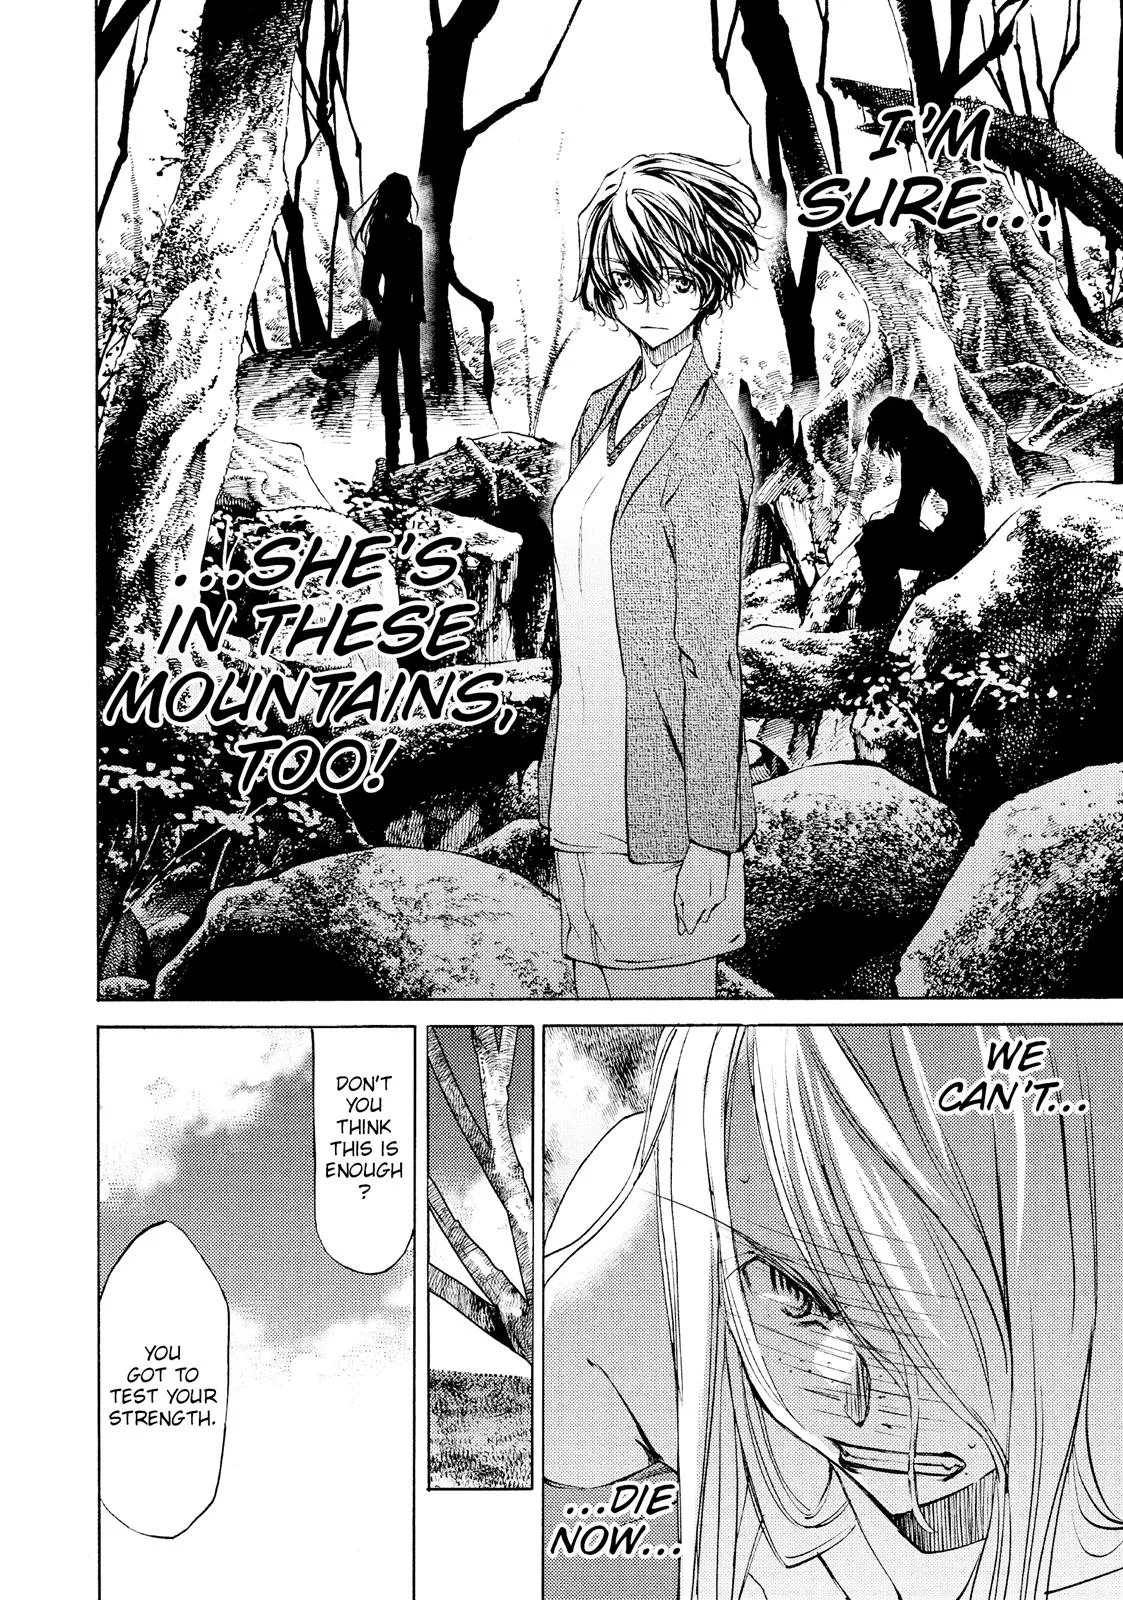 I'M
SURE...
...SHE'S
IN THESE
MOUNTAINS,
TOO!
WE
CAN'T...
...DIE
NOW...
DON'T
YOU
THINK
THIS IS
ENOUGH
?
YOU
GOT TO
TEST YOUR
STRENGTH.